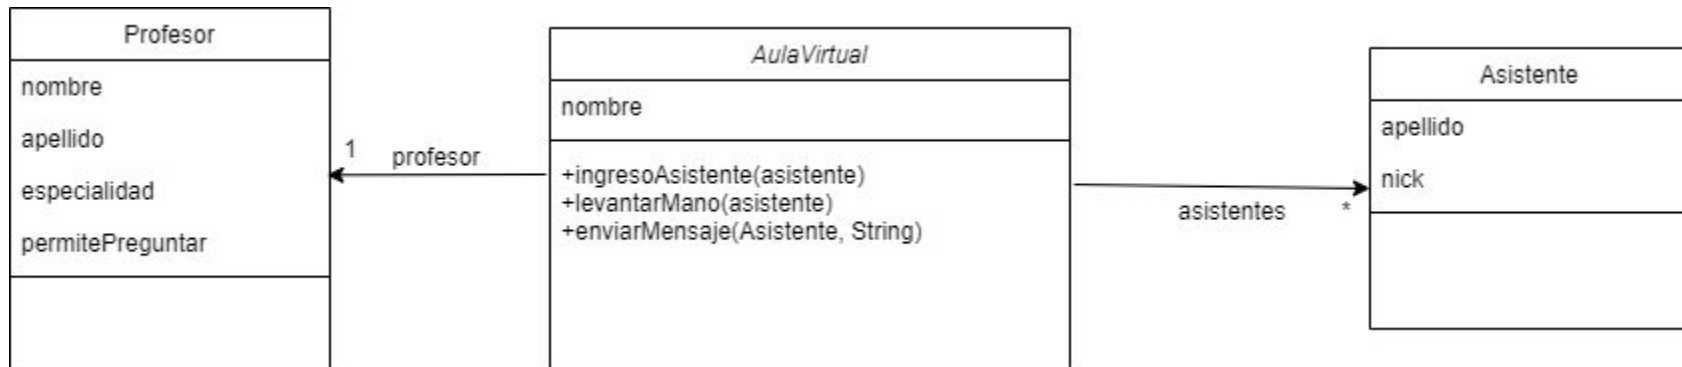 Profesor
nombre
apellido
especialidad
permitePreguntar
1
profesor
AulaVirtual
nombre
+ingresoAsistente(asistente)
+levantarMano(asistente)
+enviarMensaje(Asistente, String)
asistentes
*
Asistente
apellido
nick